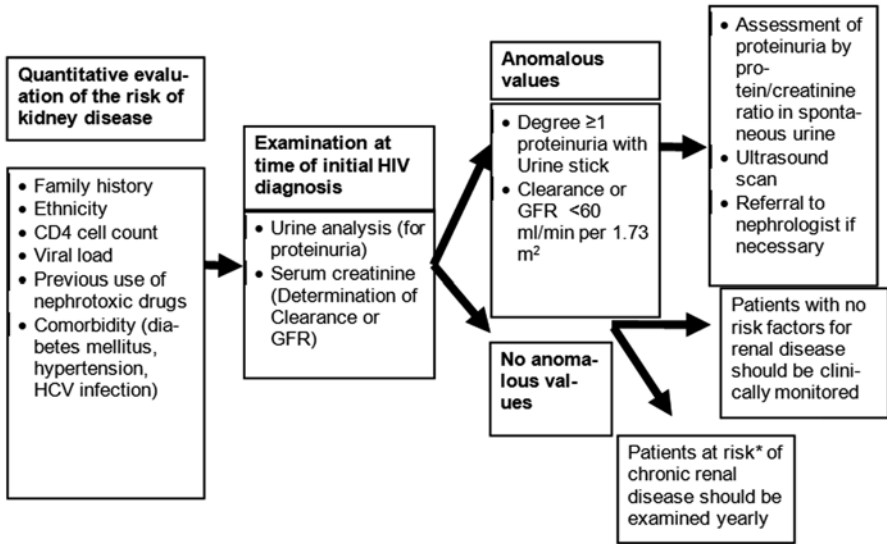 Quantitative evalu-
ation of the risk of
kidney disease
• Family history
• Ethnicity
• CD4 cell count
• Viral load
• Previous use of
nephrotoxic drugs
• Comorbidity (dia-
betes mellitus,
hypertension,
HCV infection)
Examination at
time of initial HIV
diagnosis
• Urine analysis (for
proteinuria)
• Serum creatinine
(Determination of
Clearance or
GFR)
Anomalous
values
• Degree ≥1
proteinuria with
Urine stick
• Clearance or
GFR <60
ml/min per 1.73
m²
• Assessment of
proteinuria by
pro-
tein/creatinine
ratio in sponta-
neous urine
• Ultrasound
scan
• Referral to
nephrologist if
necessary
No anoma-
lous val-
ues
Patients with no
risk factors for
renal disease
should be clini-
cally monitored
Patients at risk* of
chronic renal
disease should be
examined yearly